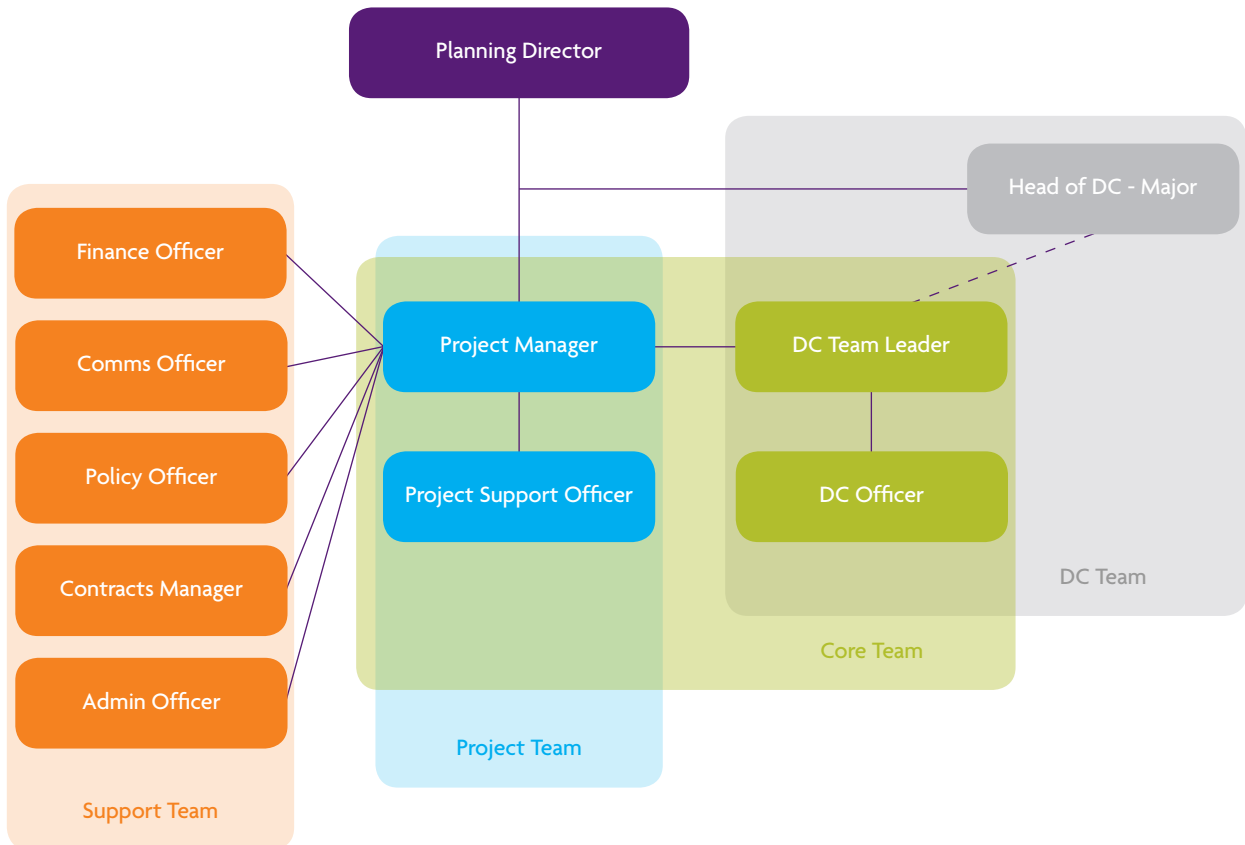 Planning Director
Head of DC - Major
Finance Officer
Comms Officer
Policy Officer
Contracts Manager
Admin Officer
Support Team
Project Manager
Project Support Officer
Project Team
DC Team Leader
DC Officer
Core Team
DC Team